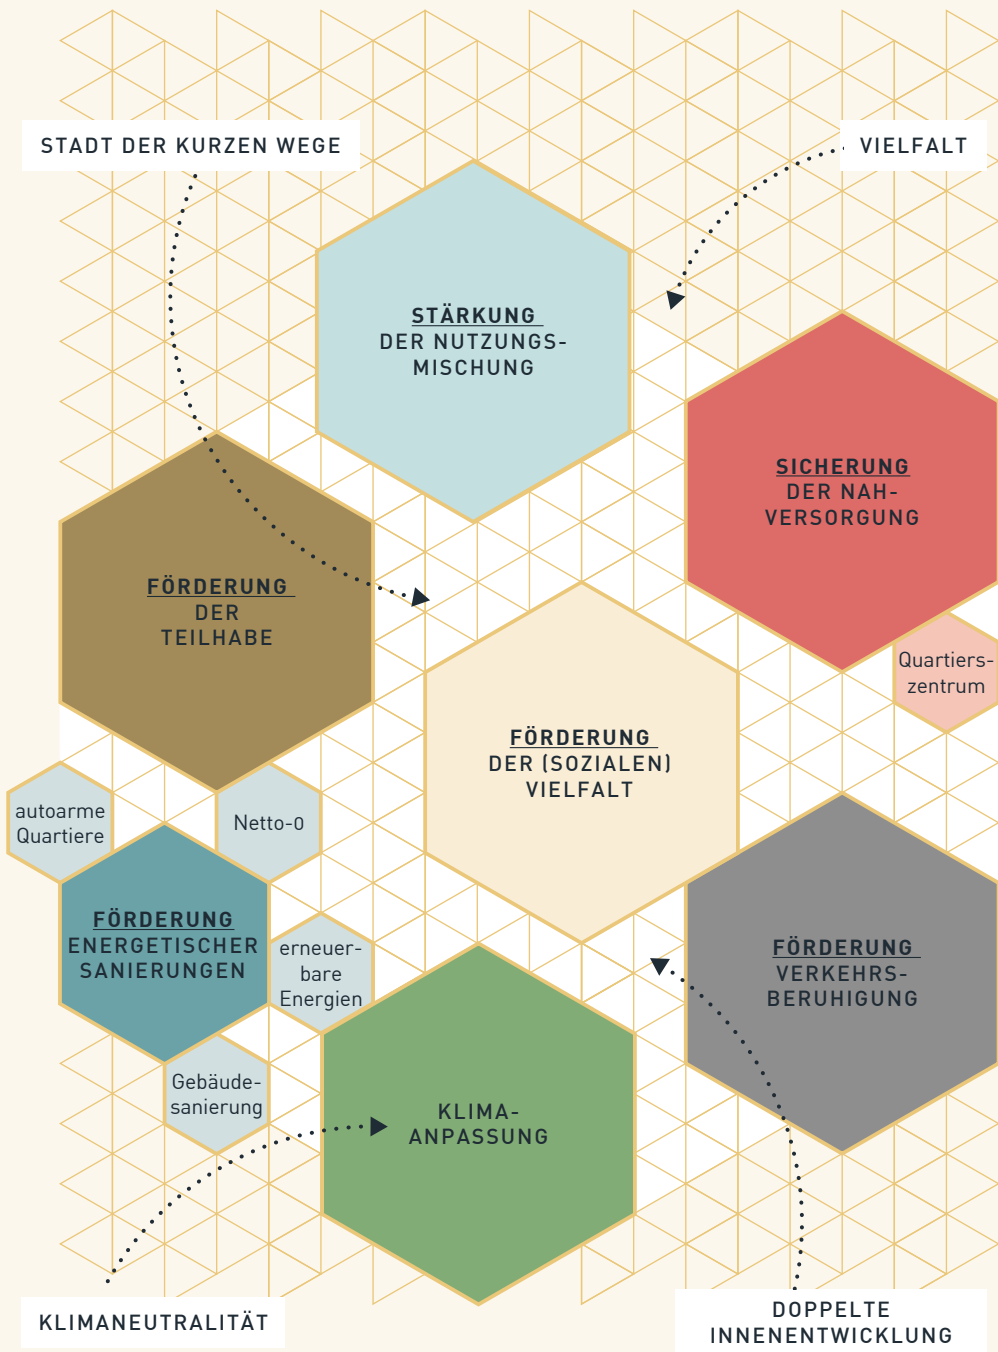 STADT DER KURZEN WEGE
VIELFALT
STÄRKUNG
DER NUTZUNGS-
MISCHUNG
SICHERUNG
DER NAH-
VERSORGUNG
FÖRDERUNG
DER
TEILHABE
Quartiers-
zentrum
FÖRDERUNG
DER (SOZIALEN)
VIELFALT
autoarme
Quartiere
Netto-0
FÖRDERUNG
ENERGETISCHER
SANIERUNGEN
erneuer-
bare
Energien
FÖRDERUNG
VERKEHRS-
BERUHIGUNG
Gebäude-
sanierung
KLIMA-
ANPASSUNG
KLIMANEUTRALITÄT
DOPPELTE
INNENENTWICKLUNG